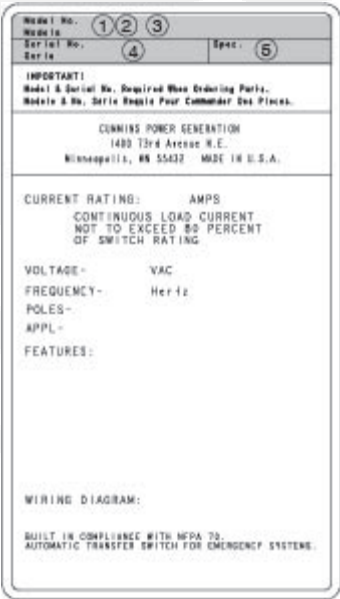 Model No. ① ② ③
Modele
Serial No. ④ Spec. ⑤
Serie
IMPORTANT!
Model & Serial No. Required When Ordering Parts.
Modele & No. Serie Requis Pour Commander Des Pieces.
CUMMINS POWER GENERATION
1400 73rd Avenue N.E.
Minneapolis, MN 55432 MADE IN U.S.A.
CURRENT RATING: AMPS
CONTINUOUS LOAD CURRENT
NOT TO EXCEED 80 PERCENT
OF SWITCH RATING
VOLTAGE- VAC
FREQUENCY- Hertz
POLES-
APPL-
FEATURES:
WIRING DIAGRAM:
BUILT IN COMPLIANCE WITH NFPA 70.
AUTOMATIC TRANSFER SWITCH FOR EMERGENCY SYSTEMS.